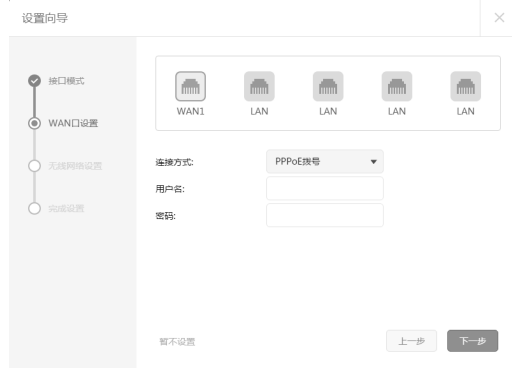 设置向导
接口模式
WAN口设置
无线网络设置
完成设置
WAN1 LAN LAN LAN LAN
连接方式: PPPoE拨号
用户名:
密码:
暂不设置 上一步 下一步